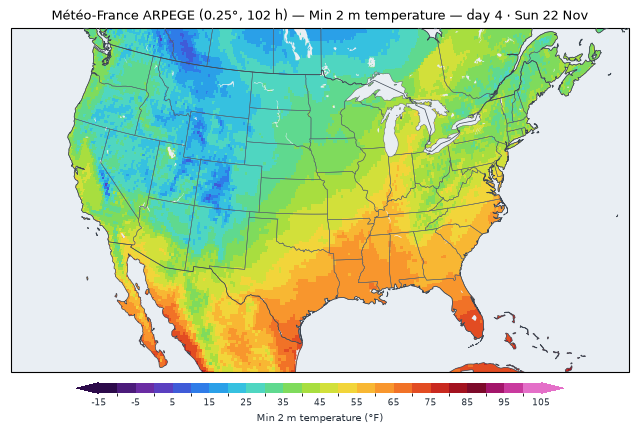 Météo-France ARPEGE (0.25°, 102 h) — Min 2 m temperature — day 4 · Sun 22 Nov
-15 -5 5 15 25 35 45 55 65 75 85 95 105
Min 2 m temperature (°F)